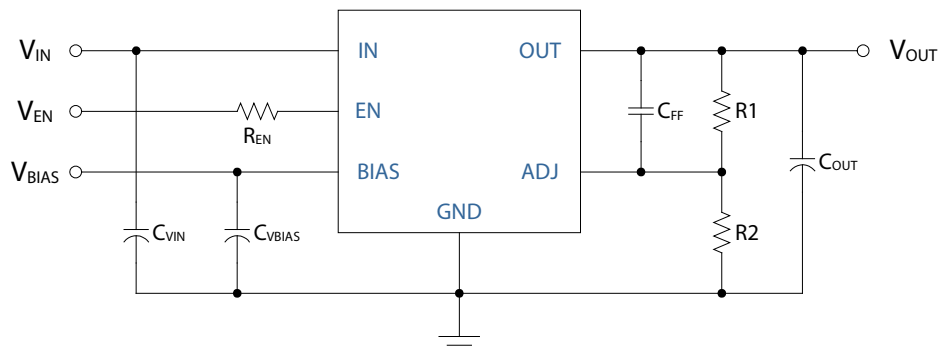 VIN
IN
OUT
VOUT
VEN
REN
EN
CFF
R1
VBIAS
BIAS
ADJ
COUT
GND
CVIN
CVBIAS
R2